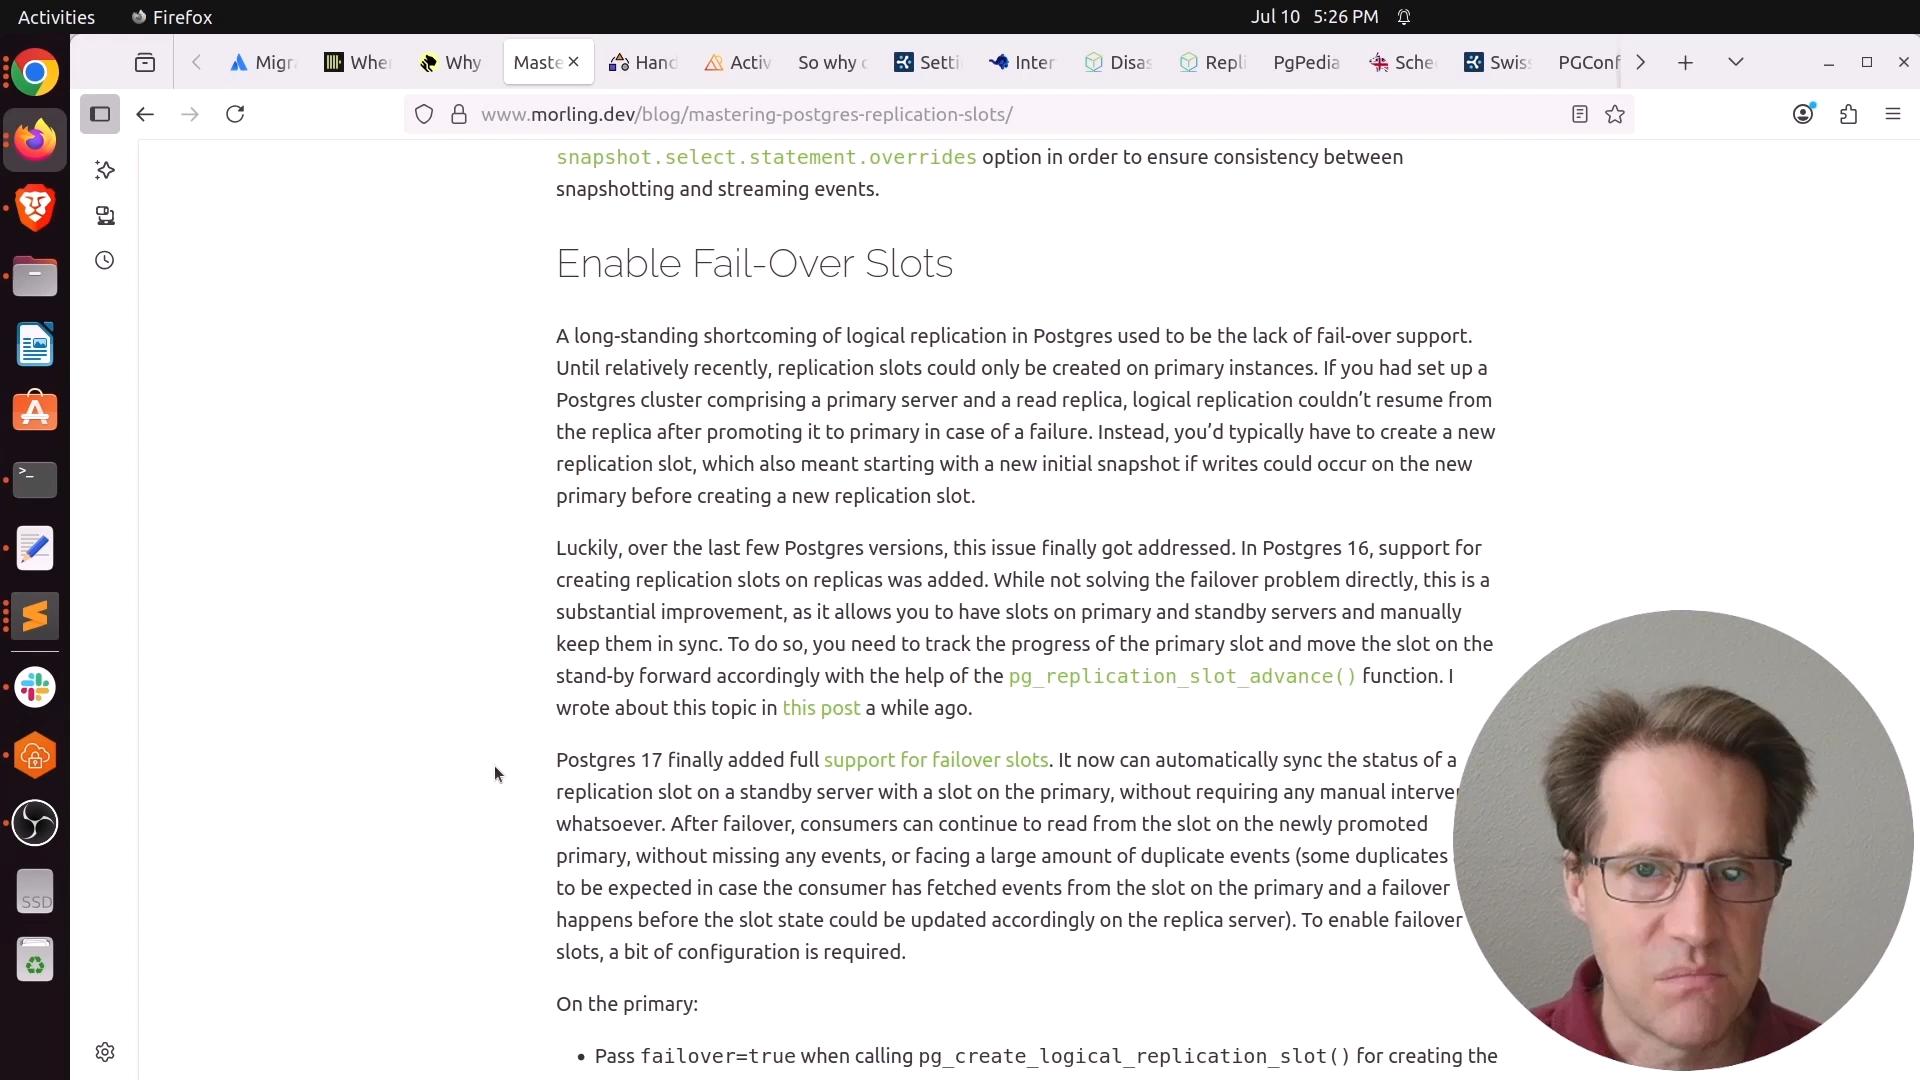 Activities
Firefox
Jul 10 5:26 PM
Migr
Whe
Why
Maste
Hand
Activ
So why
Setti
Inter
Disas
Repli
PgPedia
Sche
Swiss
PGConf
www.morling.dev/blog/mastering-postgres-replication-slots/
snapshot.select.statement.overrides option in order to ensure consistency between
snapshotting and streaming events.
Enable Fail-Over Slots
A long-standing shortcoming of logical replication in Postgres used to be the lack of fail-over support.
Until relatively recently, replication slots could only be created on primary instances. If you had set up a
Postgres cluster comprising a primary server and a read replica, logical replication couldn’t resume from
the replica after promoting it to primary in case of a failure. Instead, you’d typically have to create a new
replication slot, which also meant starting with a new initial snapshot if writes could occur on the new
primary before creating a new replication slot.
Luckily, over the last few Postgres versions, this issue finally got addressed. In Postgres 16, support for
creating replication slots on replicas was added. While not solving the failover problem directly, this is a
substantial improvement, as it allows you to have slots on primary and standby servers and manually
keep them in sync. To do so, you need to track the progress of the primary slot and move the slot on the
stand-by forward accordingly with the help of the pg_replication_slot_advance() function. I
wrote about this topic in this post a while ago.
Postgres 17 finally added full support for failover slots. It now can automatically sync the status of a
replication slot on a standby server with a slot on the primary, without requiring any manual interve
whatsoever. After failover, consumers can continue to read from the slot on the newly promoted
primary, without missing any events, or facing a large amount of duplicate events (some duplicates
to be expected in case the consumer has fetched events from the slot on the primary and a failover
happens before the slot state could be updated accordingly on the replica server). To enable failover
slots, a bit of configuration is required.
On the primary:
• Pass failover=true when calling pg_create_logical_replication_slot() for creating the
SSD